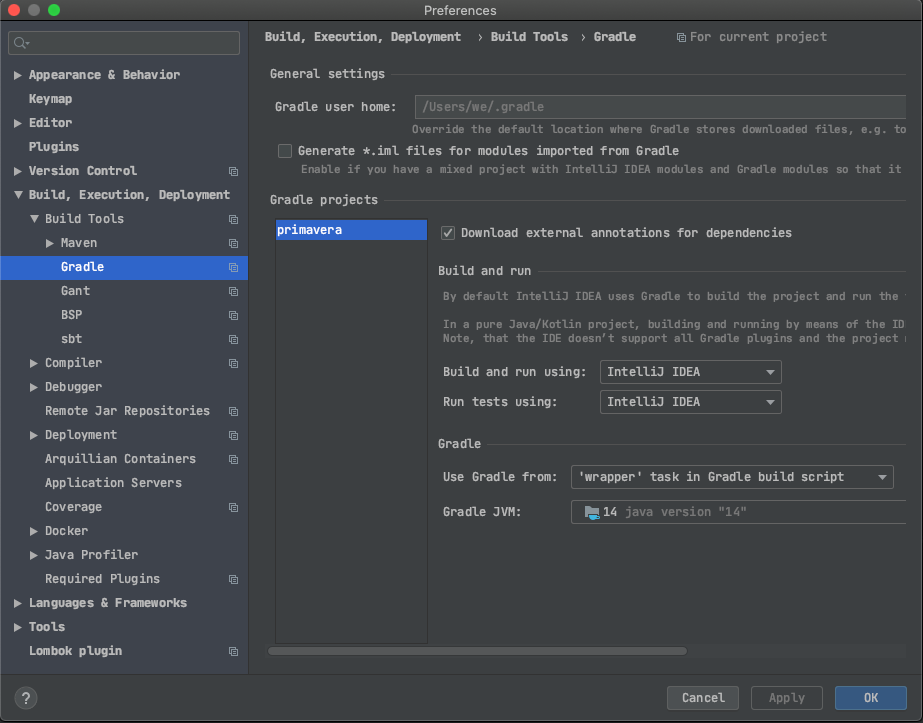 Preferences
Build, Execution, Deployment › Build Tools › Gradle
For current project
Appearance & Behavior
Keymap
Editor
Plugins
Version Control
Build, Execution, Deployment
Build Tools
Maven
Gradle
Gant
BSP
sbt
Compiler
Debugger
Remote Jar Repositories
Deployment
Arquillian Containers
Application Servers
Coverage
Docker
Java Profiler
Required Plugins
Languages & Frameworks
Tools
Lombok plugin
General settings
Gradle user home: /Users/we/.gradle
Override the default location where Gradle stores downloaded files, e.g. to
Generate *.iml files for modules imported from Gradle
Enable if you have a mixed project with IntelliJ IDEA modules and Gradle modules so that it
Gradle projects
primavera
Download external annotations for dependencies
Build and run
By default IntelliJ IDEA uses Gradle to build the project and run the
In a pure Java/Kotlin project, building and running by means of the IDE
Note, that the IDE doesn't support all Gradle plugins and the project
Build and run using: IntelliJ IDEA
Run tests using: IntelliJ IDEA
Gradle
Use Gradle from: 'wrapper' task in Gradle build script
Gradle JVM: 14 java version "14"
?
Cancel
Apply
OK